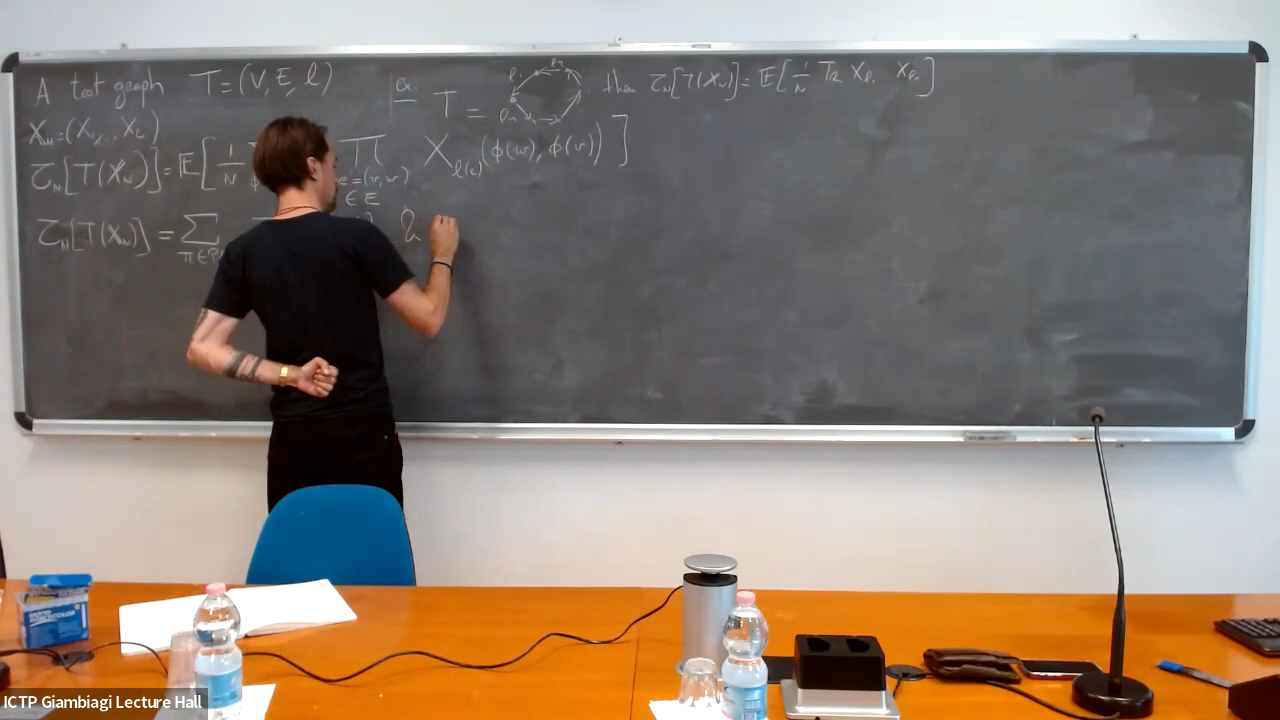 A test graph T=(V, E, l)
X_N=(X_1, .. X_L)
τ_N[T(X_N)]=𝔼[1/N
∏ e=(v,w) ∈ E X_{l(e)}(ϕ(w), ϕ(v))]
τ_N[T(X_N)] = ∑ π∈P
Ex. T = l_1 l_2 l_n then τ_N[T(X_N)]=𝔼[1/N Tr X_{l_1} X_{l_n}]
ICTP Giambiagi Lecture Hall